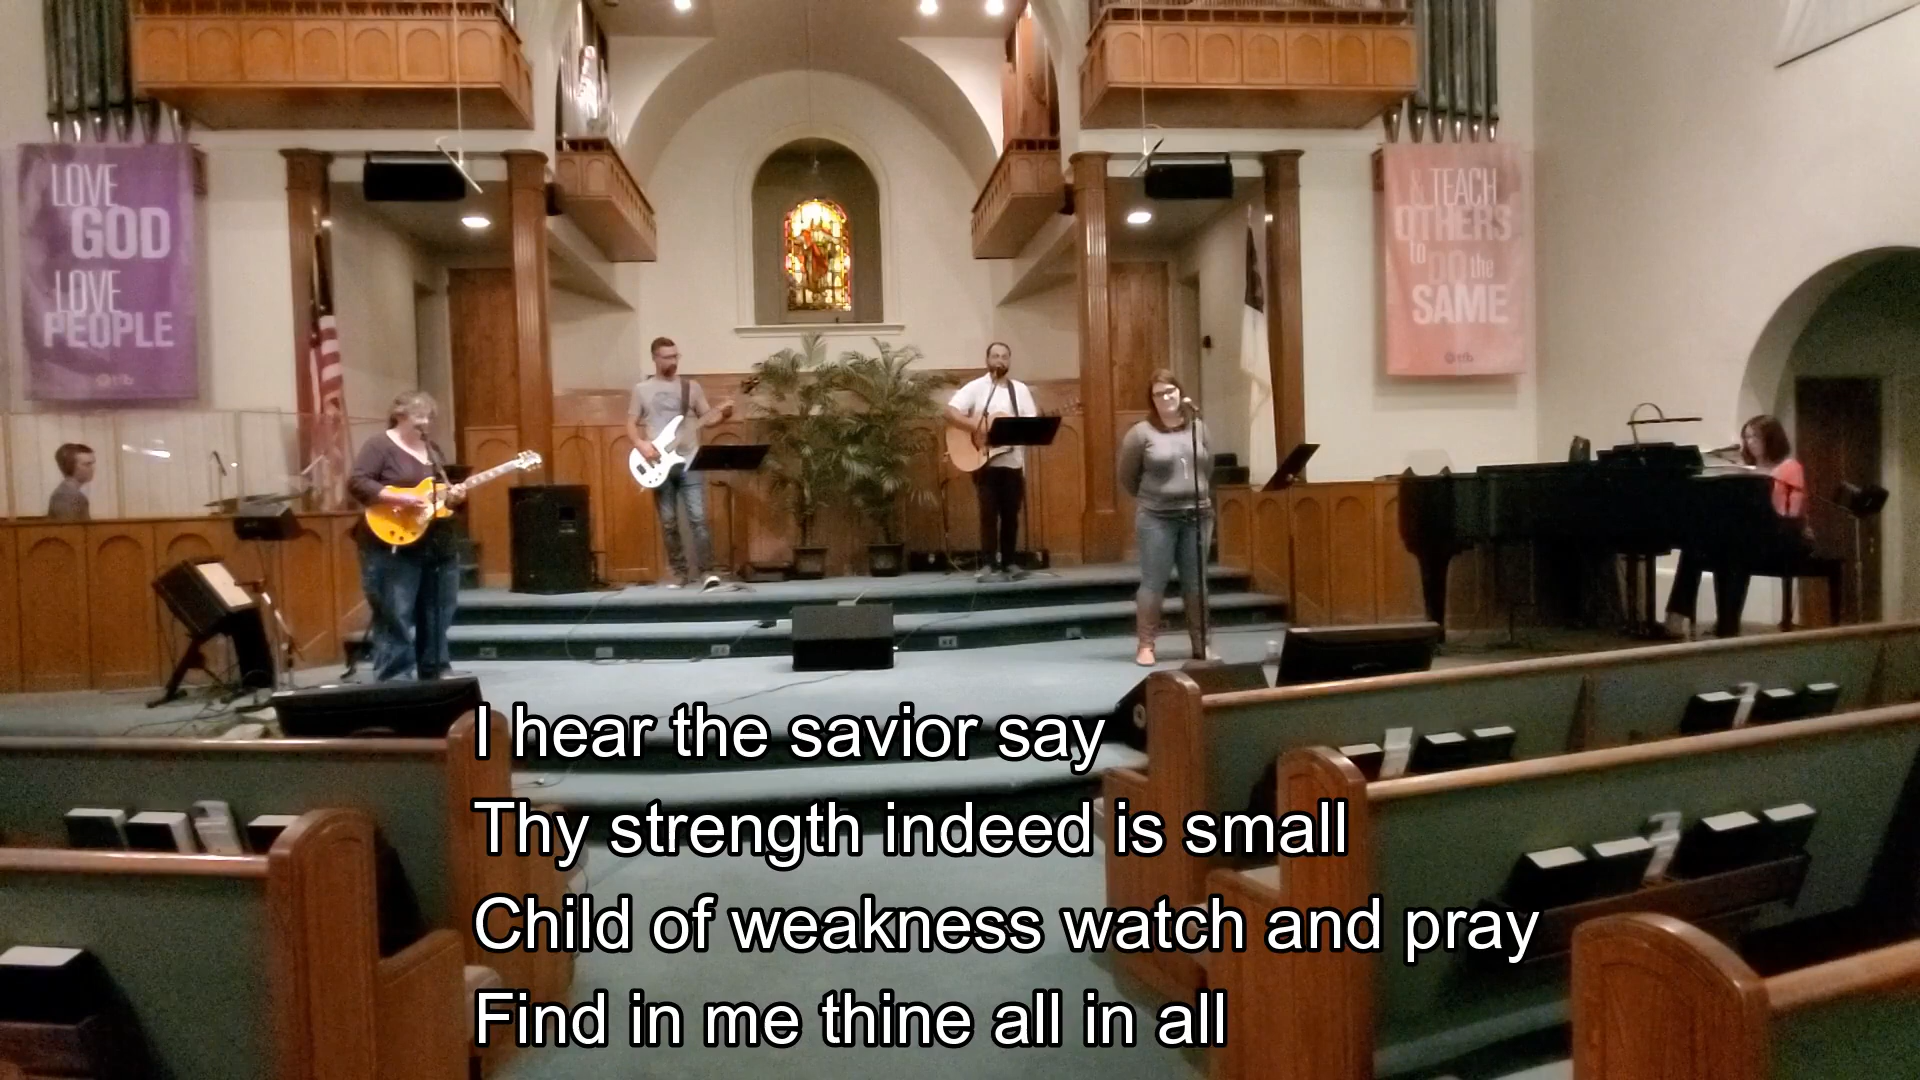 LOVE
GOD
LOVE
PEOPLE
& TEACH
OTHERS
to DO the
SAME
I hear the savior say
Thy strength indeed is small
Child of weakness watch and pray
Find in me thine all in all